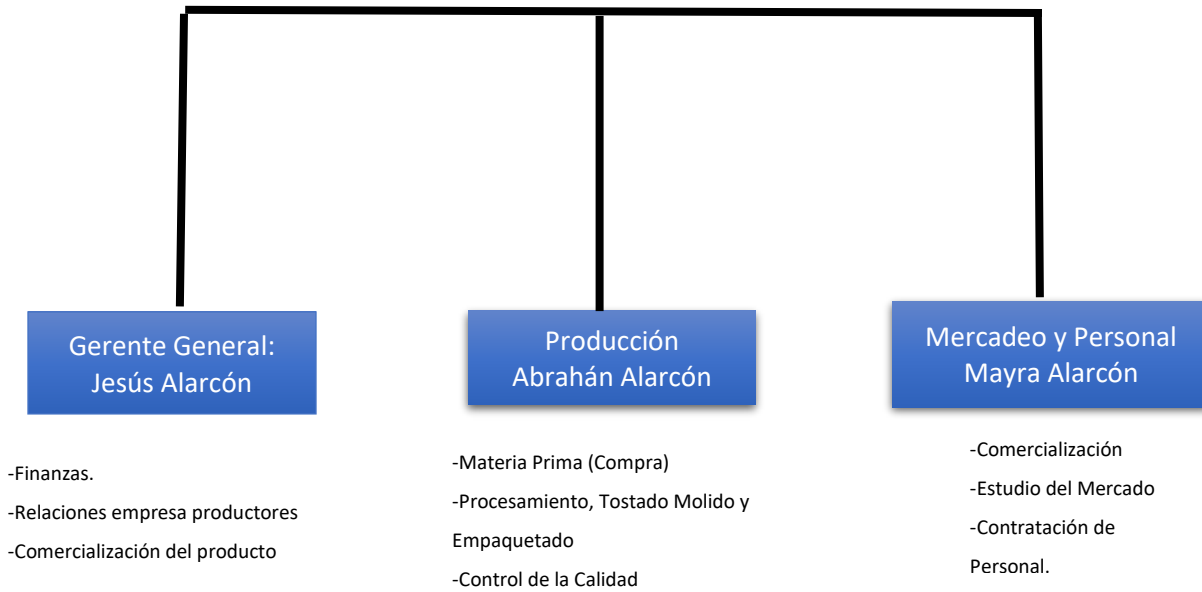 Gerente General:
Jesús Alarcón
Producción
Abrahán Alarcón
Mercadeo y Personal
Mayra Alarcón
-Finanzas.
-Relaciones empresa productores
-Comercialización del producto
-Materia Prima (Compra)
-Procesamiento, Tostado Molido y
Empaquetado
-Control de la Calidad
-Comercialización
-Estudio del Mercado
-Contratación de
Personal.